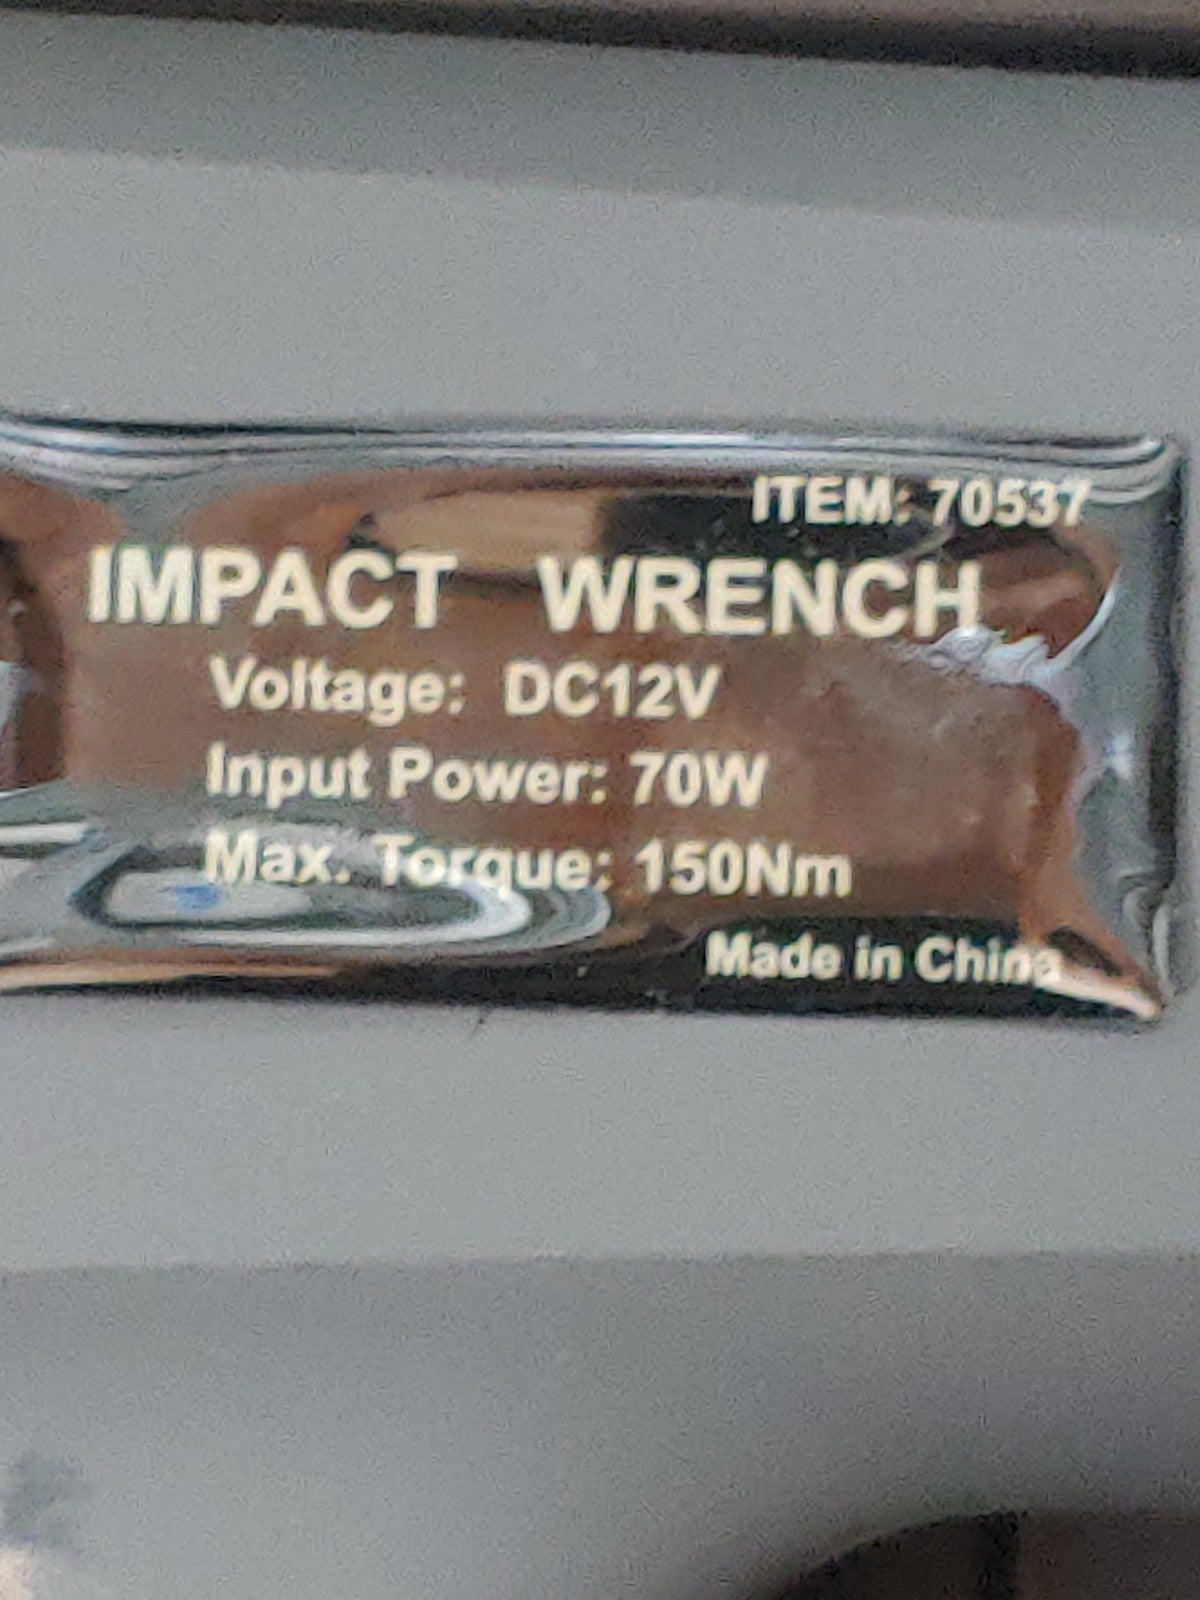 ITEM: 70537
IMPACT WRENCH
Voltage: DC12V
Input Power: 70W
Max. Torque: 150Nm
Made in China